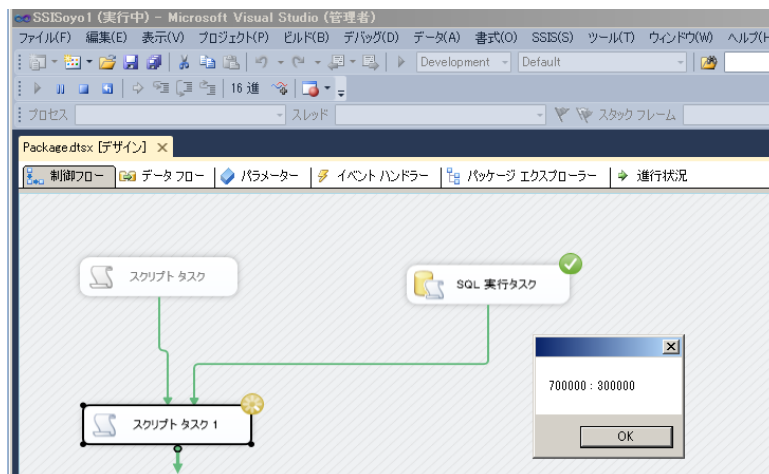 SSISoyo1 (実行中) - Microsoft Visual Studio (管理者)
ファイル(F) 編集(E) 表示(V) プロジェクト(P) ビルド(B) デバッグ(D) データ(A) 書式(O) SSIS(S) ツール(T) ウィンドウ(W) ヘルプ(H
Development Default
16 進
プロセス スレッド スタック フレーム
Package.dtsx [デザイン]
制御フロー データ フロー パラメーター イベント ハンドラー パッケージ エクスプローラー 進行状況
スクリプト タスク
SQL 実行タスク
700000 : 300000
OK
スクリプト タスク 1